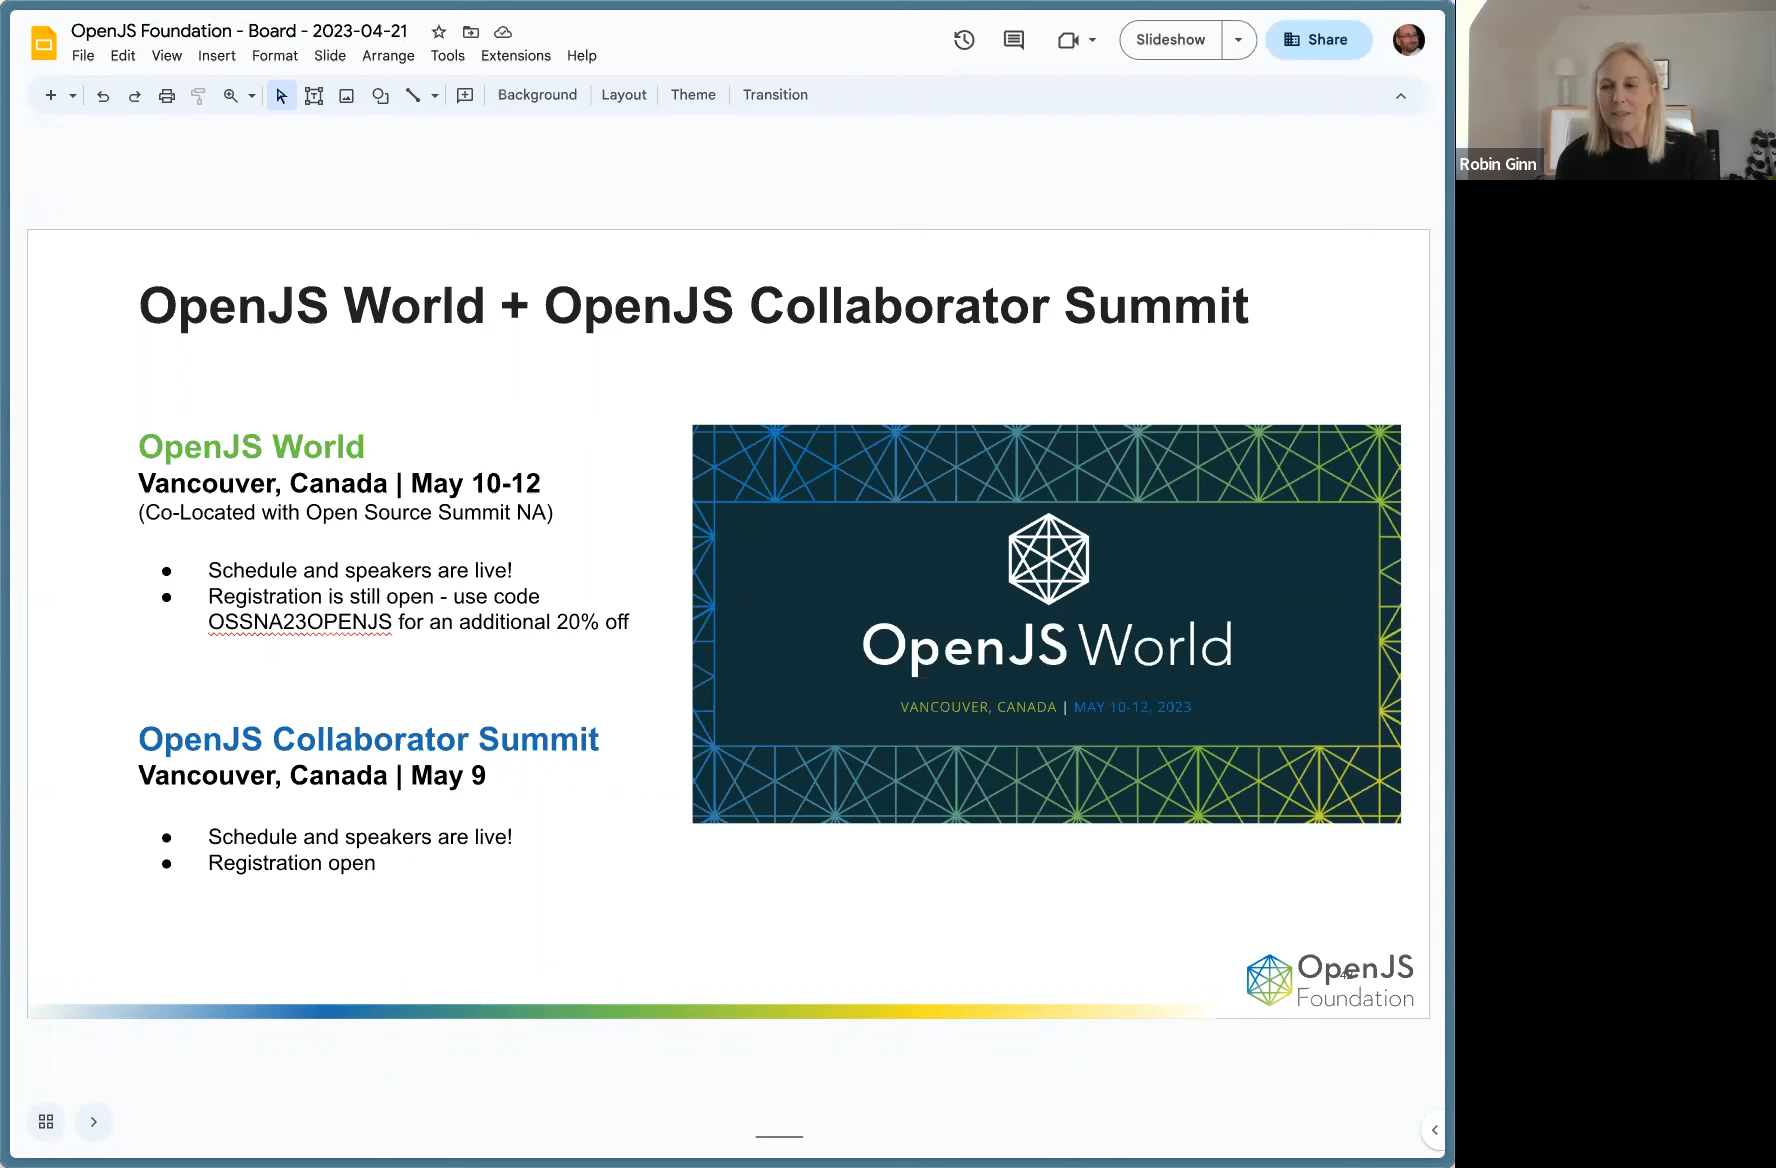 OpenJS Foundation - Board - 2023-04-21
File Edit View Insert Format Slide Arrange Tools Extensions Help
Slideshow
Share
Background Layout Theme Transition
Robin Ginn
OpenJS World + OpenJS Collaborator Summit
OpenJS World
Vancouver, Canada | May 10-12
(Co-Located with Open Source Summit NA)
● Schedule and speakers are live!
● Registration is still open - use code
OSSNA23OPENJS for an additional 20% off
OpenJS Collaborator Summit
Vancouver, Canada | May 9
● Schedule and speakers are live!
● Registration open
OpenJS World
VANCOUVER, CANADA | MAY 10-12, 2023
OpenJS
Foundation